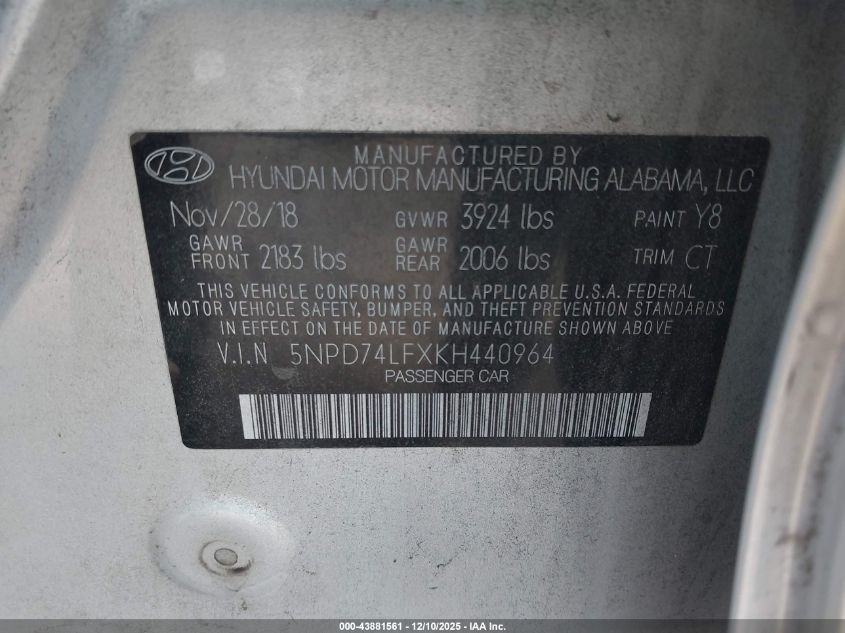 MANUFACTURED BY
HYUNDAI MOTOR MANUFACTURING ALABAMA, LLC
Nov/28/18 GVWR 3924 lbs PAINT Y8
GAWR FRONT 2183 lbs GAWR REAR 2006 lbs TRIM CT
THIS VEHICLE CONFORMS TO ALL APPLICABLE U.S.A. FEDERAL
MOTOR VEHICLE SAFETY, BUMPER, AND THEFT PREVENTION STANDARDS
IN EFFECT ON THE DATE OF MANUFACTURE SHOWN ABOVE.
V.I.N 5NPD74LFXKH440964
PASSENGER CAR
000-43881561 - 12/10/2025 - IAA Inc.